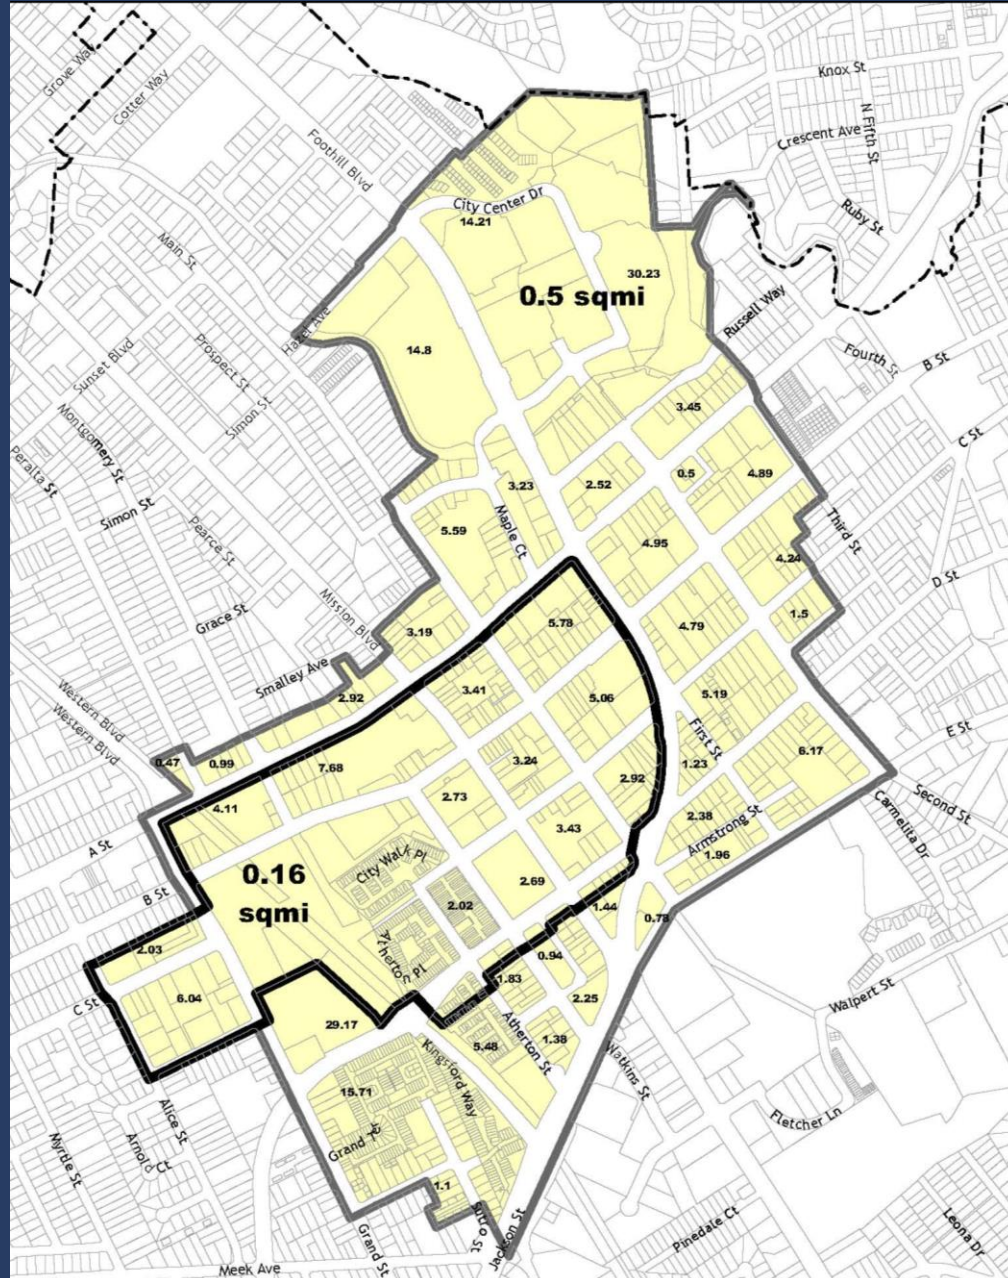 Grove Way
Cotter Way
Foothill Blvd
Knox St
N Fifth St
Crescent Ave
Ruby St
Main St
City Center Dr
14.21
30.23
0.5 sqmi
Hazel Ave
Russell Way
14.8
Prospect St
Sunset Blvd
Simon St
Fourth St
B St
Montgomery St
3.45
C St
Peralta St
Simon St
3.23
2.52
0.5
4.89
Pearce St
5.59
Maple Ct
4.95
Third St
4.24
D St
Mission Blvd
Grace St
3.19
5.78
4.79
1.5
Smalley Ave
2.92
3.41
5.06
5.19
Western Blvd
Western Blvd
First St
E St
0.47
0.99
7.68
3.24
1.23
6.17
2.92
2.73
4.11
3.43
2.38
Second St
Carmelita Dr
Armstrong St
A St
City Walk Pl
1.96
0.16
sqmi
B St
2.69
2.02
1.44
0.78
2.03
Atherton Pl
0.94
1.83
C St
6.04
2.25
Walpert St
29.17
Atherton St
1.38
5.48
Kingsford Way
Watkins St
15.71
Alice St
Fletcher Ln
Myrtle St
Arnold Ct
Grand Ter
1.1
Sutro St
Jackson St
Grand St
Pinedale Ct
Leona Dr
Meek Ave